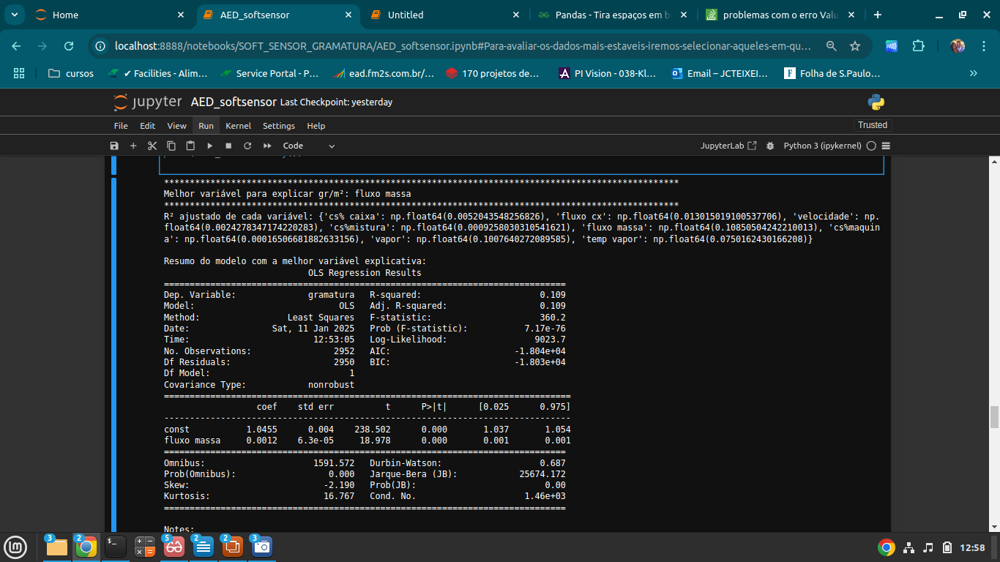 Home
AED_softsensor
Untitled
Pandas - Tira espaços em b
problemas com o erro Valu
localhost:8888/notebooks/SOFT_SENSOR_GRAMATURA/AED_softsensor.ipynb#Para-avaliar-os-dados-mais-estaveis-iremos-selecionar-aqueles-em-qu...
cursos
✔ Facilities - Alim...
Service Portal - P...
ead.fm2s.com.br/...
170 projetos de...
PI Vision - 038-Kl...
Email – JCTEIXEI...
Folha de S.Paulo...
jupyter AED_softsensor Last Checkpoint: yesterday
File Edit View Run Kernel Settings Help
Trusted
Code
JupyterLab
Python 3 (ipykernel)
****************************************************************************************************
Melhor variável para explicar gr/m²: fluxo massa
****************************************************************************************************
R² ajustado de cada variável: {'cs% caixa': np.float64(0.0052043548256826), 'fluxo cx': np.float64(0.013015019100537706), 'velocidade': np.
float64(0.0024278347174220283), 'cs%mistura': np.float64(0.0009258030310541621), 'fluxo massa': np.float64(0.10850504242210013), 'cs%maquin
a': np.float64(0.00016506681882633156), 'vapor': np.float64(0.1007640272089585), 'temp vapor': np.float64(0.0750162430166208)}
Resumo do modelo com a melhor variável explicativa:
OLS Regression Results
==============================================================================
Dep. Variable: gramatura R-squared: 0.109
Model: OLS Adj. R-squared: 0.109
Method: Least Squares F-statistic: 360.2
Date: Sat, 11 Jan 2025 Prob (F-statistic): 7.17e-76
Time: 12:53:05 Log-Likelihood: 9023.7
No. Observations: 2952 AIC: -1.804e+04
Df Residuals: 2950 BIC: -1.803e+04
Df Model: 1
Covariance Type: nonrobust
===============================================================================
coef std err t P>|t| [0.025 0.975]
-------------------------------------------------------------------------------
const 1.0455 0.004 238.502 0.000 1.037 1.054
fluxo massa 0.0012 6.3e-05 18.978 0.000 0.001 0.001
==============================================================================
Omnibus: 1591.572 Durbin-Watson: 0.687
Prob(Omnibus): 0.000 Jarque-Bera (JB): 25674.172
Skew: -2.190 Prob(JB): 0.00
Kurtosis: 16.767 Cond. No. 1.46e+03
==============================================================================
Notes:
3
2
5
2
2
3
12:58